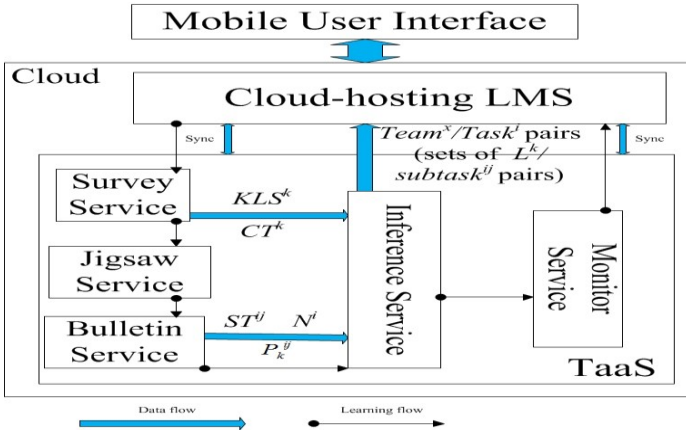 Mobile User Interface
Cloud
Cloud-hosting LMS
Sync
Team^x/Task^i pairs
(sets of L^k/
subtask^ij pairs)
Sync
Survey
Service
KLS^k
CT^k
Jigsaw
Service
Inference Service
Monitor
Service
Bulletin
Service
ST^ij N^i
P_k^ij
TaaS
Data flow
Learning flow